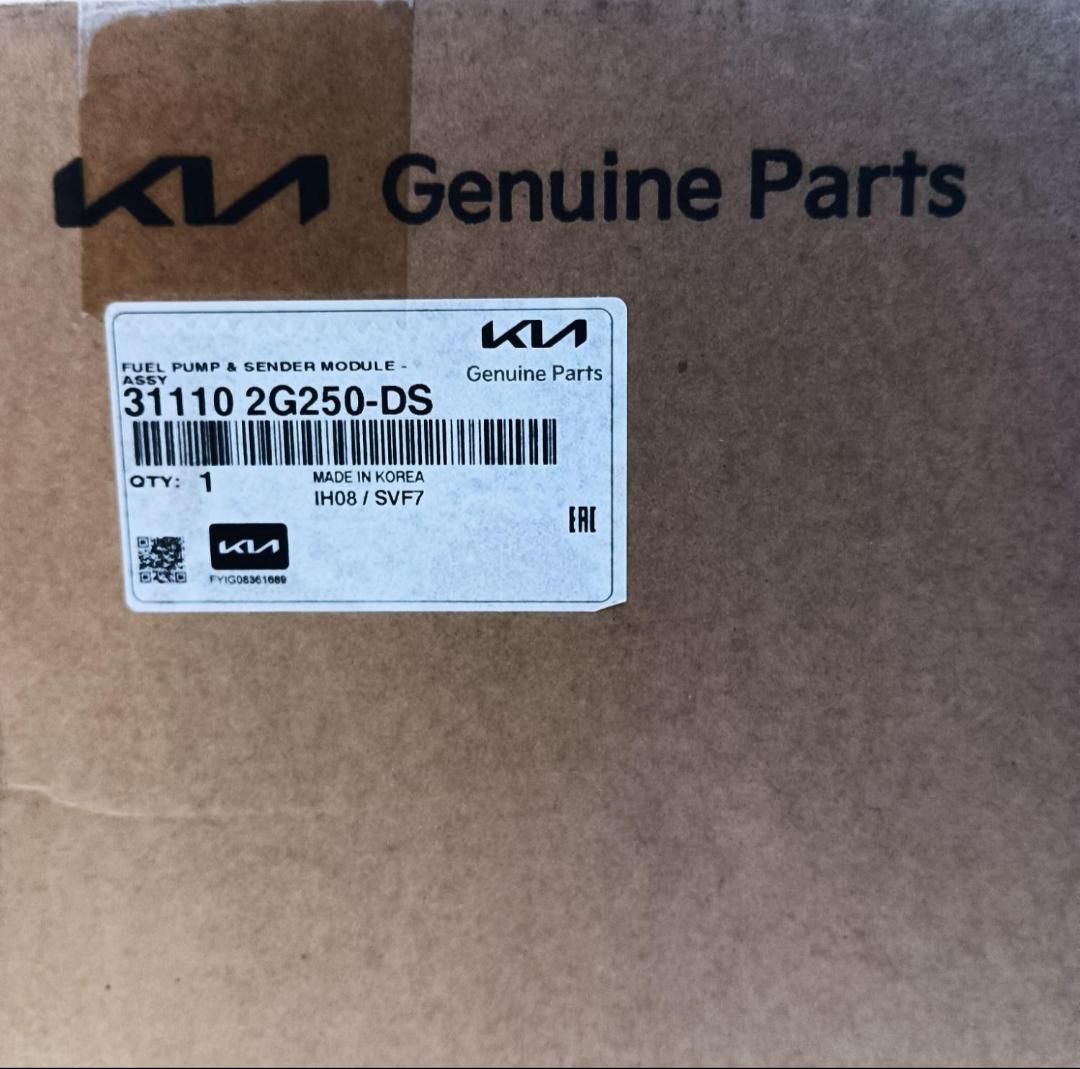 KIA Genuine Parts
KIA
Genuine Parts
FUEL PUMP & SENDER MODULE -
ASSY
31110 2G250-DS
QTY: 1
MADE IN KOREA
IH08 / SVF7
EAC
KIA
FYIG08361689